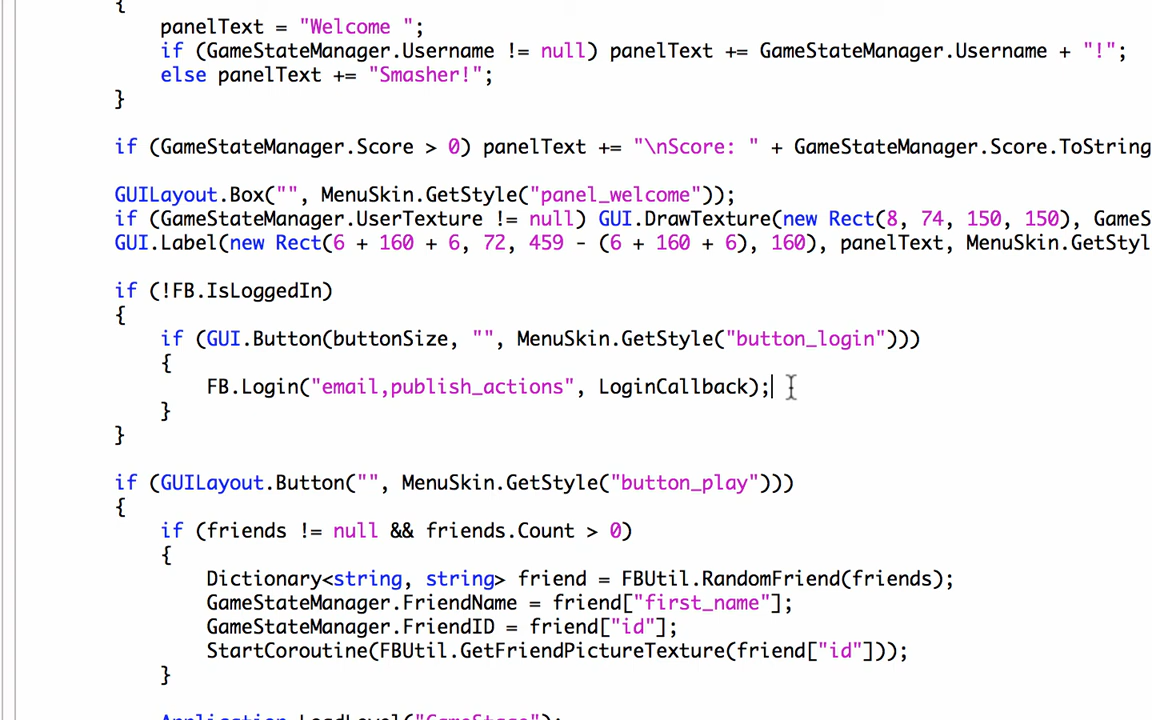 {
panelText = "Welcome ";
if (GameStateManager.Username != null) panelText += GameStateManager.Username + "!";
else panelText += "Smasher!";
}
if (GameStateManager.Score > 0) panelText += "\nScore: " + GameStateManager.Score.ToString
GUILayout.Box("", MenuSkin.GetStyle("panel_welcome"));
if (GameStateManager.UserTexture != null) GUI.DrawTexture(new Rect(8, 74, 150, 150), GameS
GUI.Label(new Rect(6 + 160 + 6, 72, 459 - (6 + 160 + 6), 160), panelText, MenuSkin.GetStyl
if (!FB.IsLoggedIn)
{
if (GUI.Button(buttonSize, "", MenuSkin.GetStyle("button_login")))
{
FB.Login("email,publish_actions", LoginCallback);
}
}
if (GUILayout.Button("", MenuSkin.GetStyle("button_play")))
{
if (friends != null && friends.Count > 0)
{
Dictionary<string, string> friend = FBUtil.RandomFriend(friends);
GameStateManager.FriendName = friend["first_name"];
GameStateManager.FriendID = friend["id"];
StartCoroutine(FBUtil.GetFriendPictureTexture(friend["id"]));
}
Application.LoadLevel("GameStage");